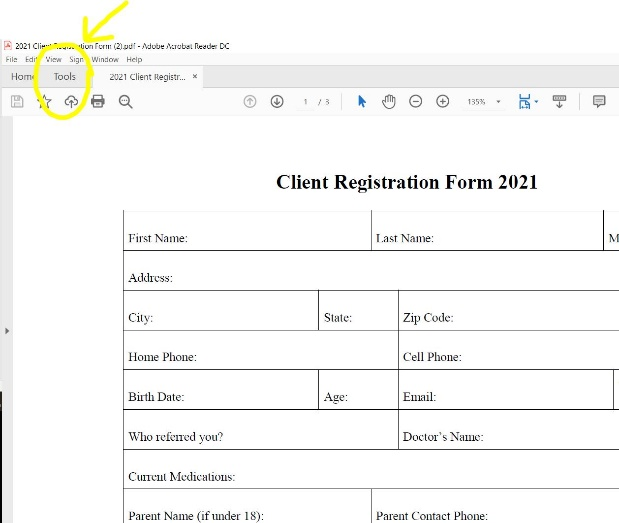 2021 Client Registration Form (2).pdf - Adobe Acrobat Reader DC
File Edit View Sign Window Help
Home Tools 2021 Client Registr... ×
1 / 3 135%
Client Registration Form 2021
First Name: Last Name: M
Address:
City: State: Zip Code:
Home Phone: Cell Phone:
Birth Date: Age: Email:
Who referred you? Doctor's Name:
Current Medications:
Parent Name (if under 18): Parent Contact Phone: